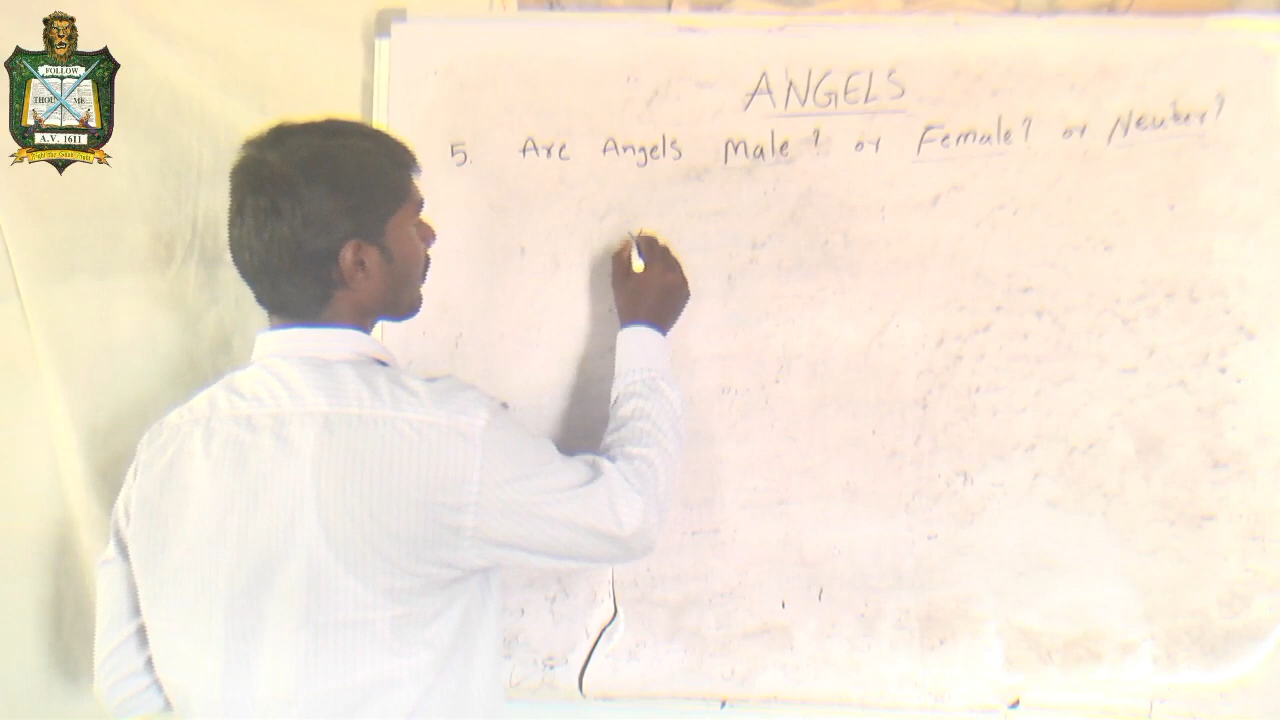 FOLLOW
THOU ME
A.V. 1611
ANGELS
5. Are Angels Male? or Female? or Neuter?